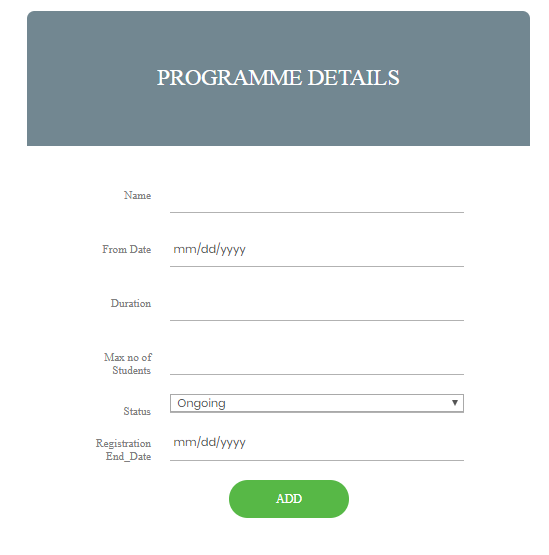 PROGRAMME DETAILS
Name
From Date
mm/dd/yyyy
Duration
Max no of
Students
Status
Ongoing
Registration
End_Date
mm/dd/yyyy
ADD